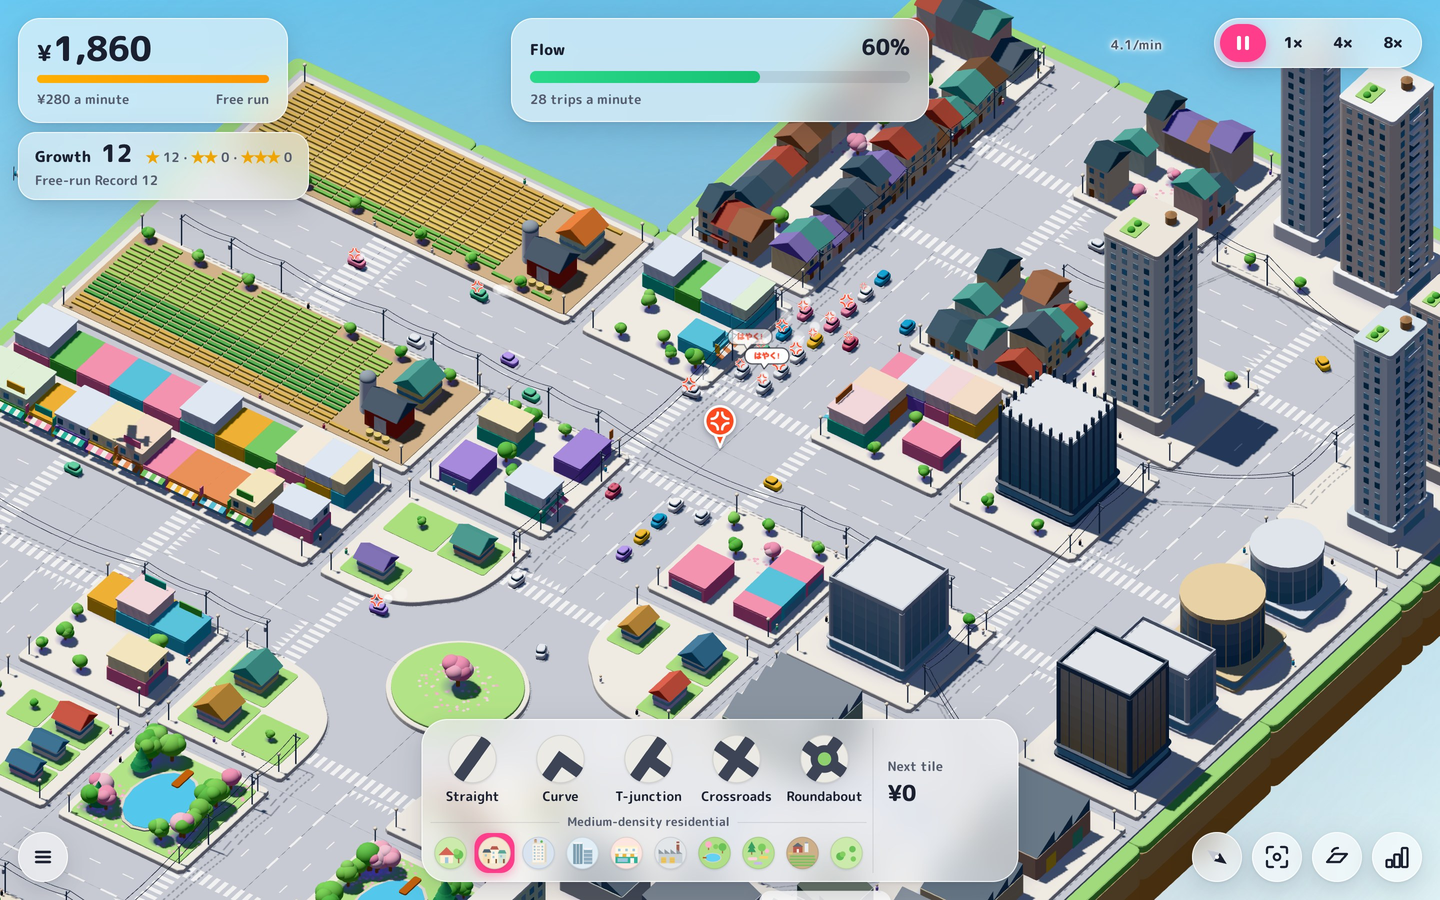 ¥1,860
¥280 a minute
Free run
Growth 12 ★ 12 · ★★ 0 · ★★★ 0
Free-run Record 12
Flow
60%
28 trips a minute
4.1/min
1×
4×
8×
はやく!
はやく!
Straight
Curve
T-junction
Crossroads
Roundabout
Medium-density residential
Next tile
¥0